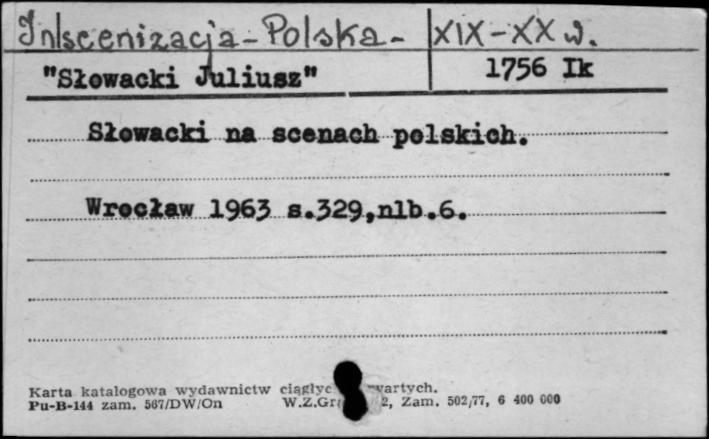 Inscenizacja - Polska - XIX-XX w.
"Słowacki Juliusz" 1756 Ik
Słowacki na scenach polskich.
Wrocław 1963 s.329,nlb.6.
Karta katalogowa wydawnictw
Pu-B-144 zam. 567/DW/On W.Z.Gr 2, Zam. 502/77, 6 400 000